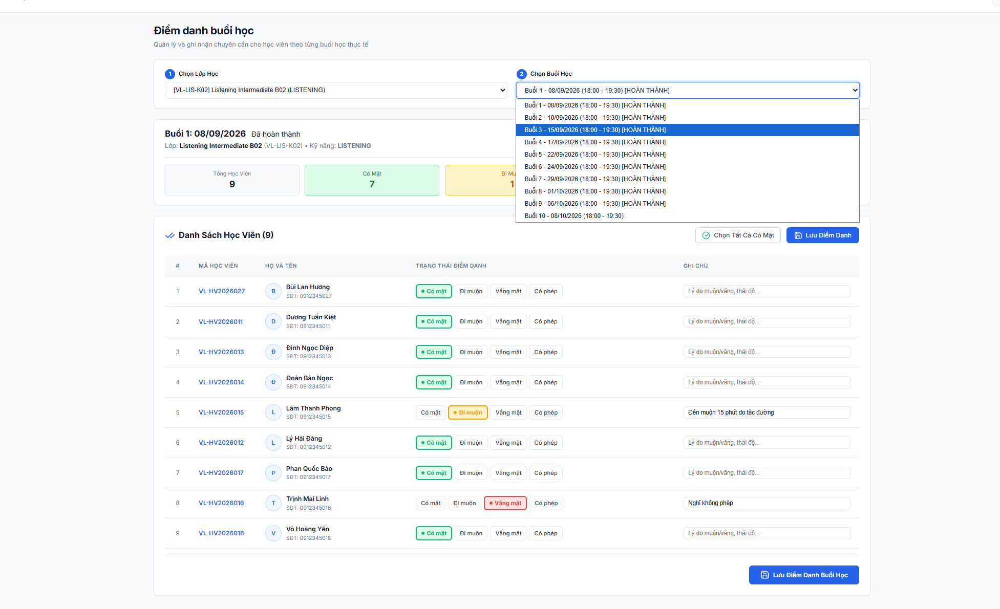 Điểm danh buổi học
Quản lý và ghi nhận chuyên cần cho học viên theo từng buổi học thực tế
1 Chọn Lớp Học
[VL-LIS-K02] Listening Intermediate B02 (LISTENING)
2 Chọn Buổi Học
Buổi 1 - 08/09/2026 (18:00 - 19:30) [HOÀN THÀNH]
Buổi 1 - 08/09/2026 (18:00 - 19:30) [HOÀN THÀNH]
Buổi 2 - 10/09/2026 (18:00 - 19:30) [HOÀN THÀNH]
Buổi 3 - 15/09/2026 (18:00 - 19:30) [HOÀN THÀNH]
Buổi 4 - 17/09/2026 (18:00 - 19:30) [HOÀN THÀNH]
Buổi 5 - 22/09/2026 (18:00 - 19:30) [HOÀN THÀNH]
Buổi 6 - 24/09/2026 (18:00 - 19:30) [HOÀN THÀNH]
Buổi 7 - 29/09/2026 (18:00 - 19:30) [HOÀN THÀNH]
Buổi 8 - 01/10/2026 (18:00 - 19:30) [HOÀN THÀNH]
Buổi 9 - 06/10/2026 (18:00 - 19:30) [HOÀN THÀNH]
Buổi 10 - 08/10/2026 (18:00 - 19:30)
Buổi 1: 08/09/2026 Đã hoàn thành
Lớp: Listening Intermediate B02 (VL-LIS-K02) • Kỹ năng: LISTENING
Tổng Học Viên
9
Có Mặt
7
Đi Mu
1
Danh Sách Học Viên (9)
Chọn Tất Cả Có Mặt
Lưu Điểm Danh
# MÃ HỌC VIÊN HỌ VÀ TÊN TRẠNG THÁI ĐIỂM DANH GHI CHÚ
1 VL-HV2026027 B Bùi Lan Hương Có mặt Đi muộn Vắng mặt Có phép Lý do muộn/vắng, thái độ...
SĐT: 0912345027
2 VL-HV2026011 D Dương Tuấn Kiệt Có mặt Đi muộn Vắng mặt Có phép Lý do muộn/vắng, thái độ...
SĐT: 0912345011
3 VL-HV2026013 Đ Đinh Ngọc Diệp Có mặt Đi muộn Vắng mặt Có phép Lý do muộn/vắng, thái độ...
SĐT: 0912345013
4 VL-HV2026014 Đ Đoàn Bảo Ngọc Có mặt Đi muộn Vắng mặt Có phép Lý do muộn/vắng, thái độ...
SĐT: 0912345014
5 VL-HV2026015 L Lâm Thanh Phong Có mặt Đi muộn Vắng mặt Có phép Đến muộn 15 phút do tắc đường
SĐT: 0912345015
6 VL-HV2026012 L Lý Hải Đăng Có mặt Đi muộn Vắng mặt Có phép Lý do muộn/vắng, thái độ...
SĐT: 0912345012
7 VL-HV2026017 P Phan Quốc Bảo Có mặt Đi muộn Vắng mặt Có phép Lý do muộn/vắng, thái độ...
SĐT: 0912345017
8 VL-HV2026016 T Trịnh Mai Linh Có mặt Đi muộn Vắng mặt Có phép Nghỉ không phép
SĐT: 0912345016
9 VL-HV2026018 V Võ Hoàng Yến Có mặt Đi muộn Vắng mặt Có phép Lý do muộn/vắng, thái độ...
SĐT: 0912345018
Lưu Điểm Danh Buổi Học